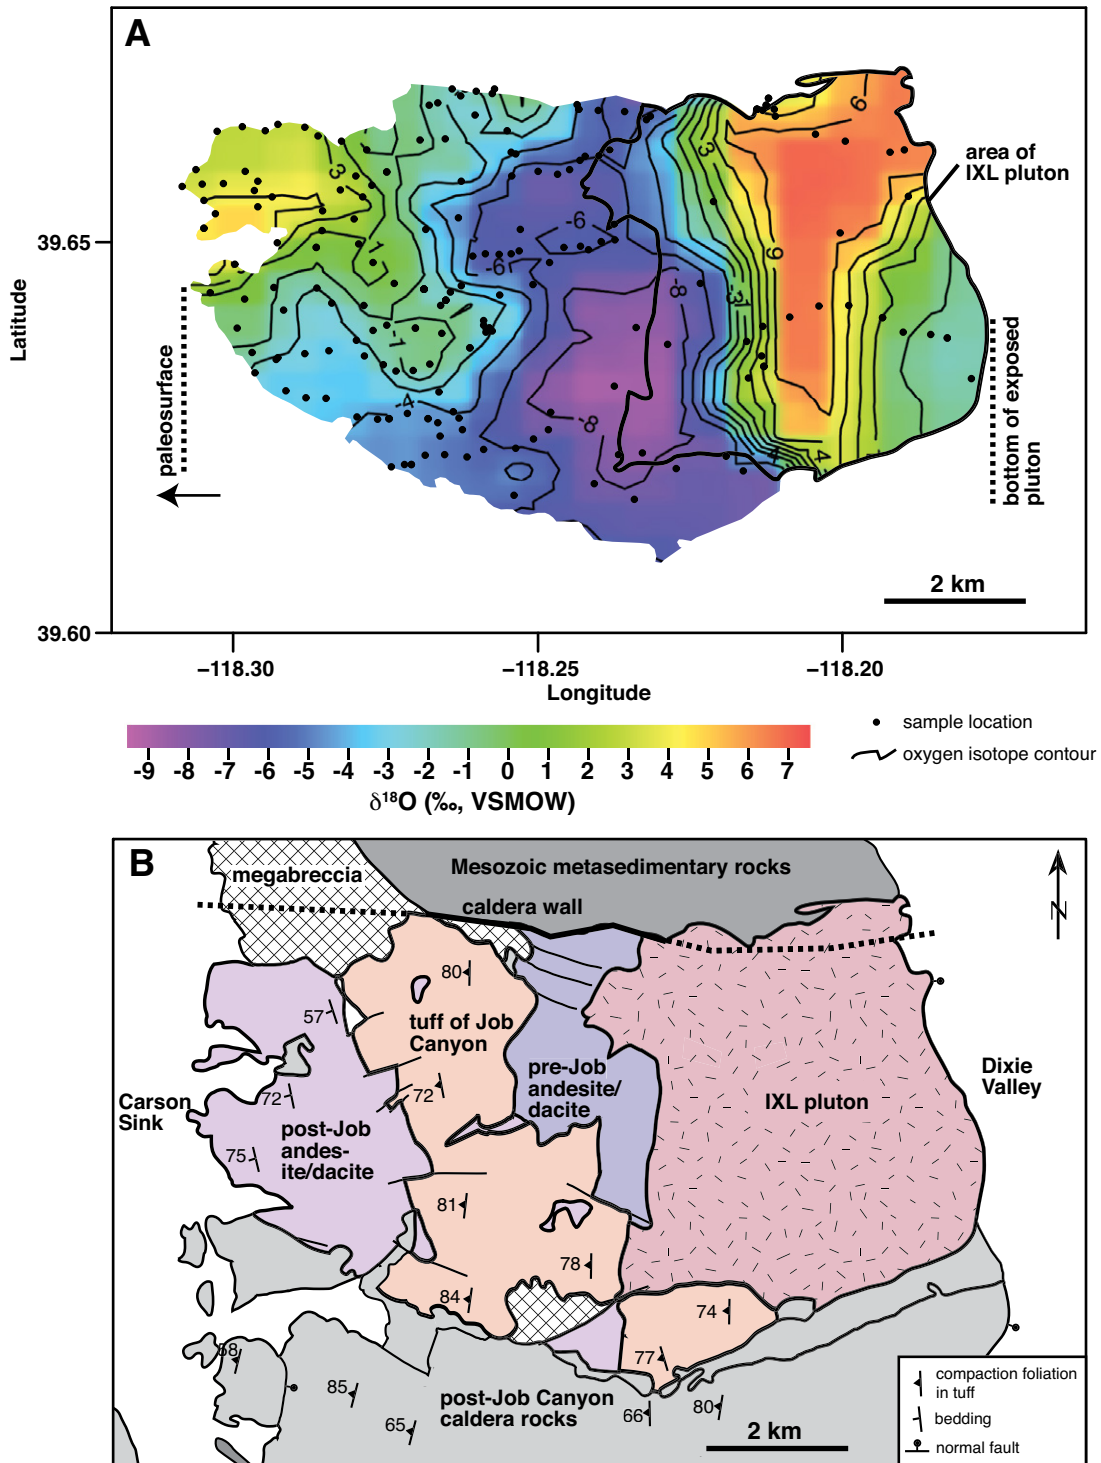 A
39.65
39.60
Latitude
paleosurface
3
1
-1
-4
-6
-6
-8
-8
3
-3
9
6
4
4
area of
IXL pluton
bottom of exposed
pluton
2 km
−118.30
−118.25
−118.20
Longitude
-9 -8 -7 -6 -5 -4 -3 -2 -1 0 1 2 3 4 5 6 7
δ¹⁸O (‰, VSMOW)
sample location
oxygen isotope contour
B
megabreccia
Mesozoic metasedimentary rocks
caldera wall
N
80
57
tuff of Job
Canyon
72
72
pre-Job
andesite/
dacite
IXL pluton
Dixie
Valley
Carson
Sink
post-Job
andes-
ite/dacite
75
81
78
84
74
77
58
85
65
66
80
post-Job Canyon
caldera rocks
2 km
compaction foliation
in tuff
bedding
normal fault